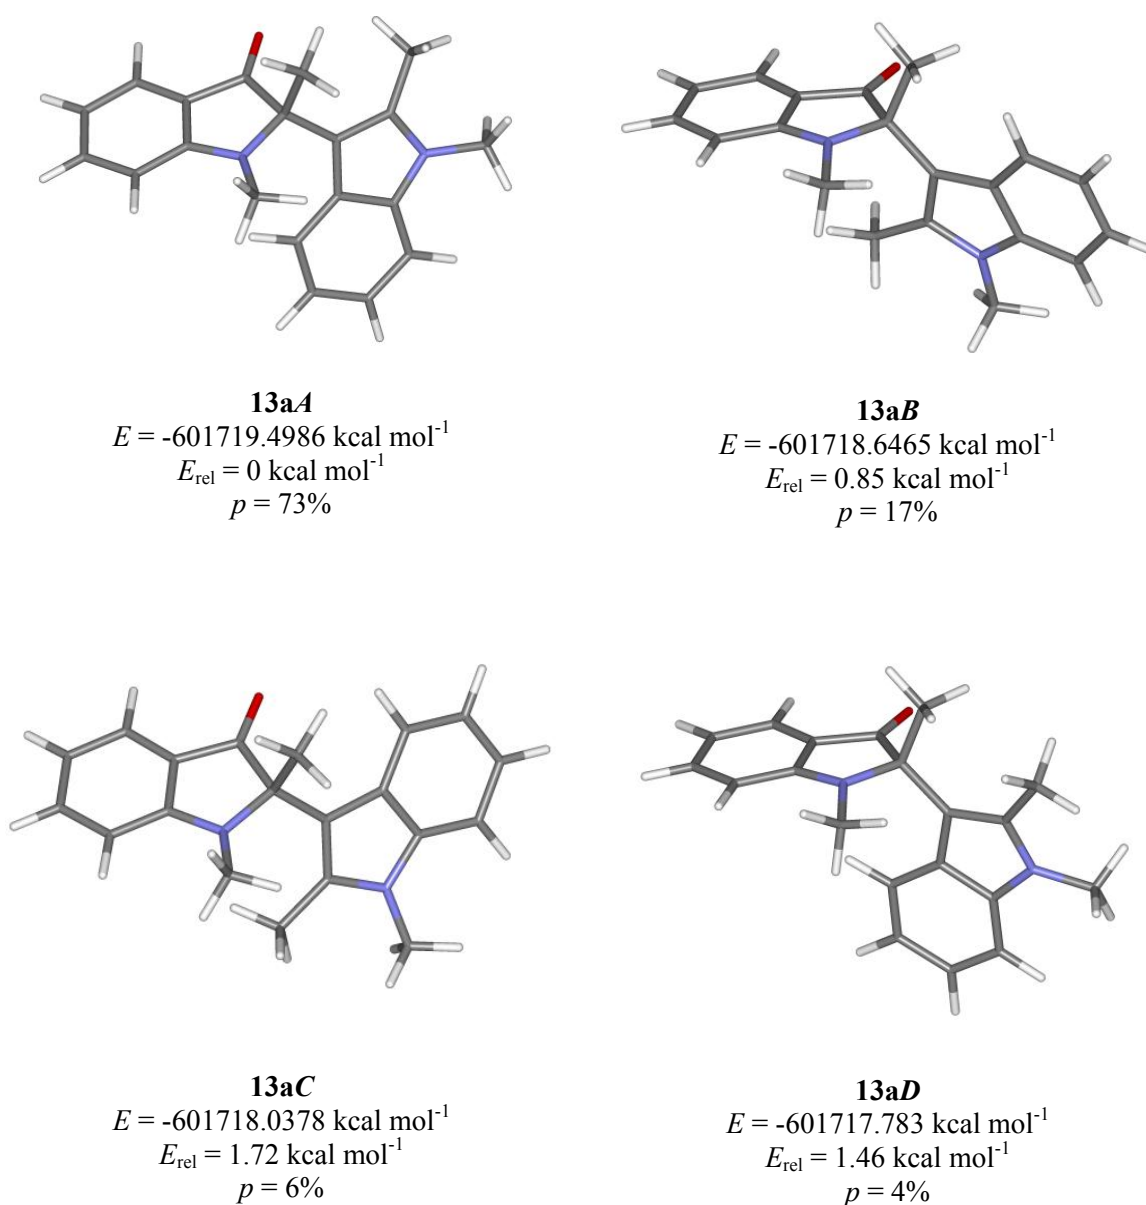 13aA
E = -601719.4986 kcal mol-1
Erel = 0 kcal mol-1
p = 73%
13aB
E = -601718.6465 kcal mol-1
Erel = 0.85 kcal mol-1
p = 17%
13aC
E = -601718.0378 kcal mol-1
Erel = 1.72 kcal mol-1
p = 6%
13aD
E = -601717.783 kcal mol-1
Erel = 1.46 kcal mol-1
p = 4%